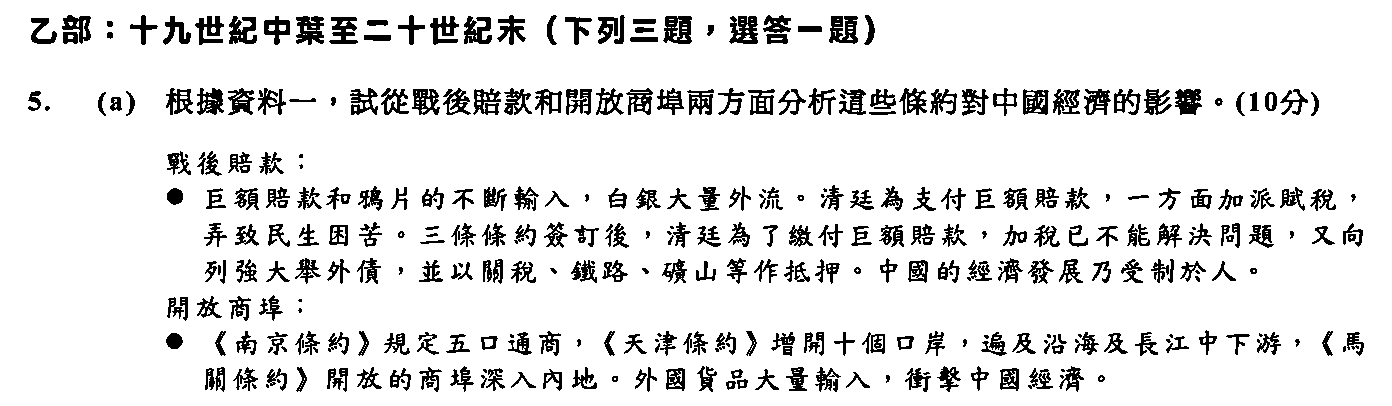 乙部：十九世紀中葉至二十世紀末（下列三題，選答一題）
5. (a) 根據資料一，試從戰後賠款和開放商埠兩方面分析這些條約對中國經濟的影響。(10分)
戰後賠款：
● 巨額賠款和鴉片的不斷輸入，白銀大量外流。清廷為支付巨額賠款，一方面加派賦稅，
弄致民生困苦。三條條約簽訂後，清廷為了繳付巨額賠款，加稅已不能解決問題，又向
列強大舉外債，並以關稅、鐵路、礦山等作抵押。中國的經濟發展乃受制於人。
開放商埠：
● 《南京條約》規定五口通商，《天津條約》增開十個口岸，遍及沿海及長江中下游，《馬
關條約》開放的商埠深入內地。外國貨品大量輸入，衝擊中國經濟。